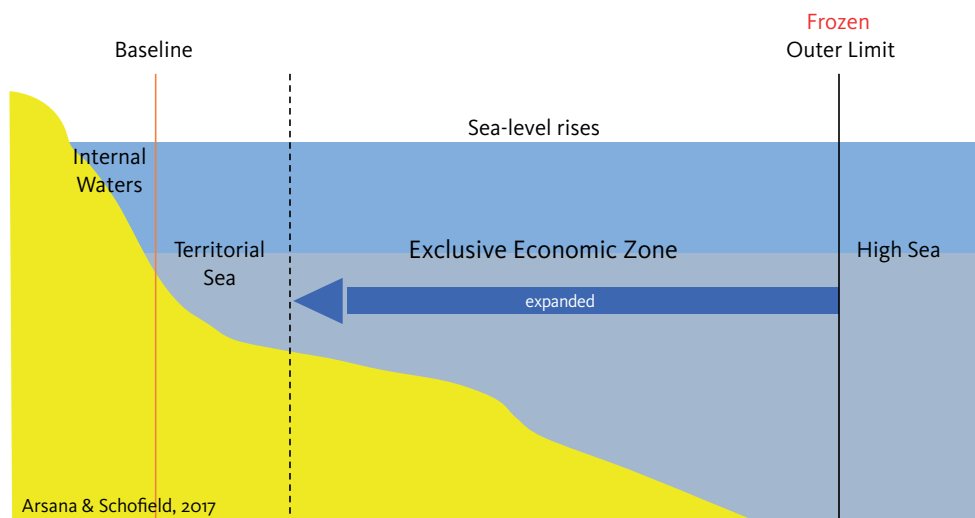 Frozen
Baseline
Outer Limit
Sea-level rises
Internal
Waters
Territorial
Sea
Exclusive Economic Zone
High Sea
expanded
Arsana & Schofield, 2017